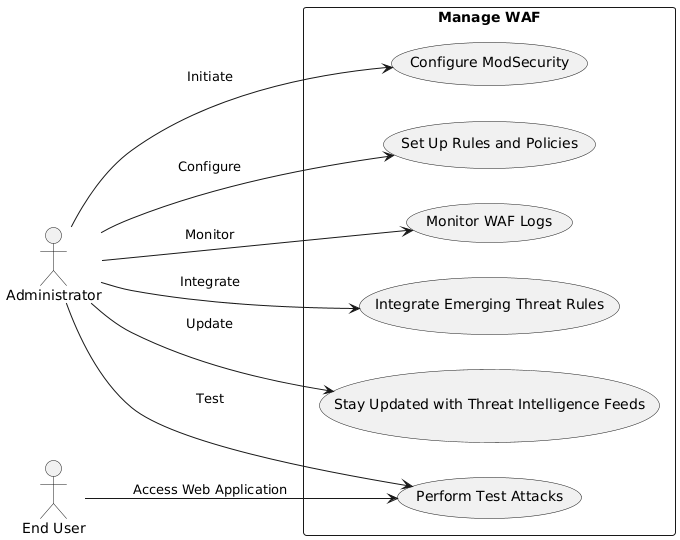 Manage WAF
Initiate
Configure ModSecurity
Configure
Set Up Rules and Policies
Monitor
Monitor WAF Logs
Administrator
Integrate
Integrate Emerging Threat Rules
Update
Stay Updated with Threat Intelligence Feeds
Test
Access Web Application
Perform Test Attacks
End User